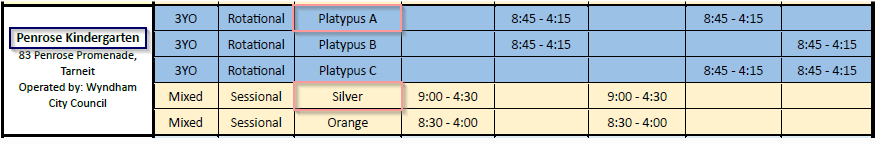 Penrose Kindergarten
83 Penrose Promenade,
Tarneit
Operated by: Wyndham
City Council
3YO Rotational Platypus A 8:45 - 4:15 8:45 - 4:15
3YO Rotational Platypus B 8:45 - 4:15 8:45 - 4:15
3YO Rotational Platypus C 8:45 - 4:15 8:45 - 4:15
Mixed Sessional Silver 9:00 - 4:30 9:00 - 4:30
Mixed Sessional Orange 8:30 - 4:00 8:30 - 4:00